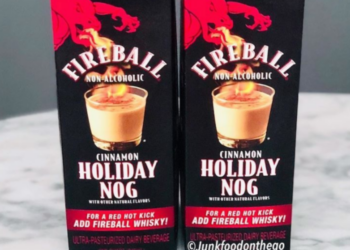 FIREBALL
NON-ALCOHOLIC
CINNAMON
HOLIDAY
NOG
WITH OTHER NATURAL FLAVORS
FOR A RED HOT KICK
ADD FIREBALL WHISKY!
ULTRA-PASTEURIZED DAIRY BEVERAGE
FIREBALL
NON-ALCOHOLIC
CINNAMON
HOLIDAY
NOG
WITH OTHER NATURAL FLAVORS
FOR A RED HOT KICK
ADD FIREBALL WHISKY!
ULTRA-PASTEURIZED DAIRY BEVERAGE
©Junkfoodonthego